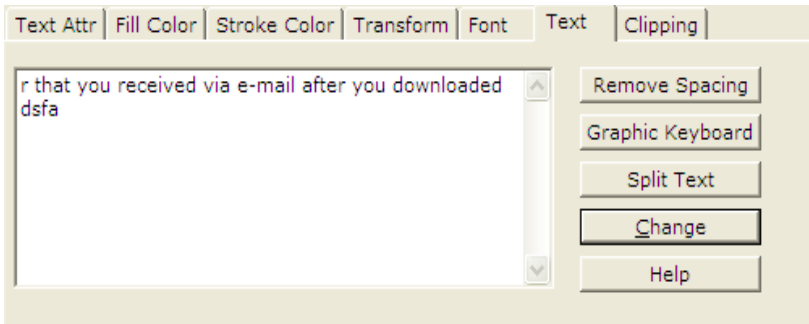 Text Attr Fill Color Stroke Color Transform Font Text Clipping
r that you received via e-mail after you downloaded
dsfa
Remove Spacing
Graphic Keyboard
Split Text
Change
Help